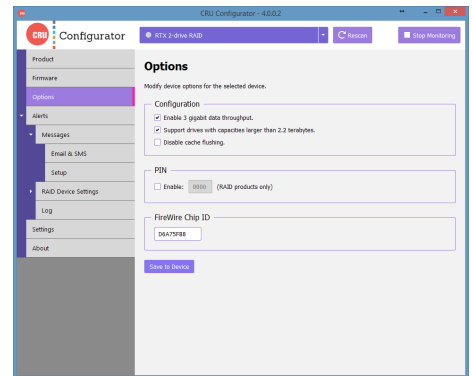 CRU Configurator - 4.0.0.2
CRU Configurator
RTX 2-drive RAID
Rescan
Stop Monitoring
Product
Firmware
Options
Alerts
Messages
Email & SMS
Setup
RAID Device Settings
Log
Settings
About
Options
Modify device options for the selected device.
Configuration
Enable 3 gigabit data throughput.
Support drives with capacities larger than 2.2 terabytes.
Disable cache flushing.
PIN
Enable: 0000 (RAID products only)
FireWire Chip ID
D6A75FB8
Save to Device